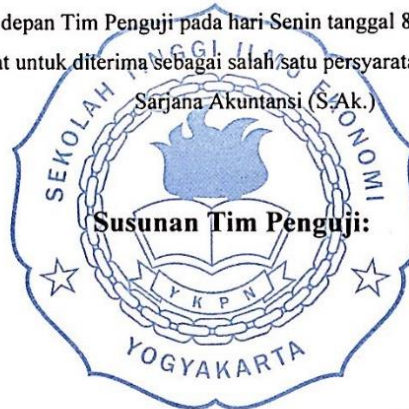 depan Tim Penguji pada hari Senin tanggal 8
at untuk diterima sebagai salah satu persyarata
Sarjana Akuntansi (S.Ak.)
SEKOLAH TINGGI ILMU EKONOMI
Susunan Tim Penguji:
YKPN
YOGYAKARTA